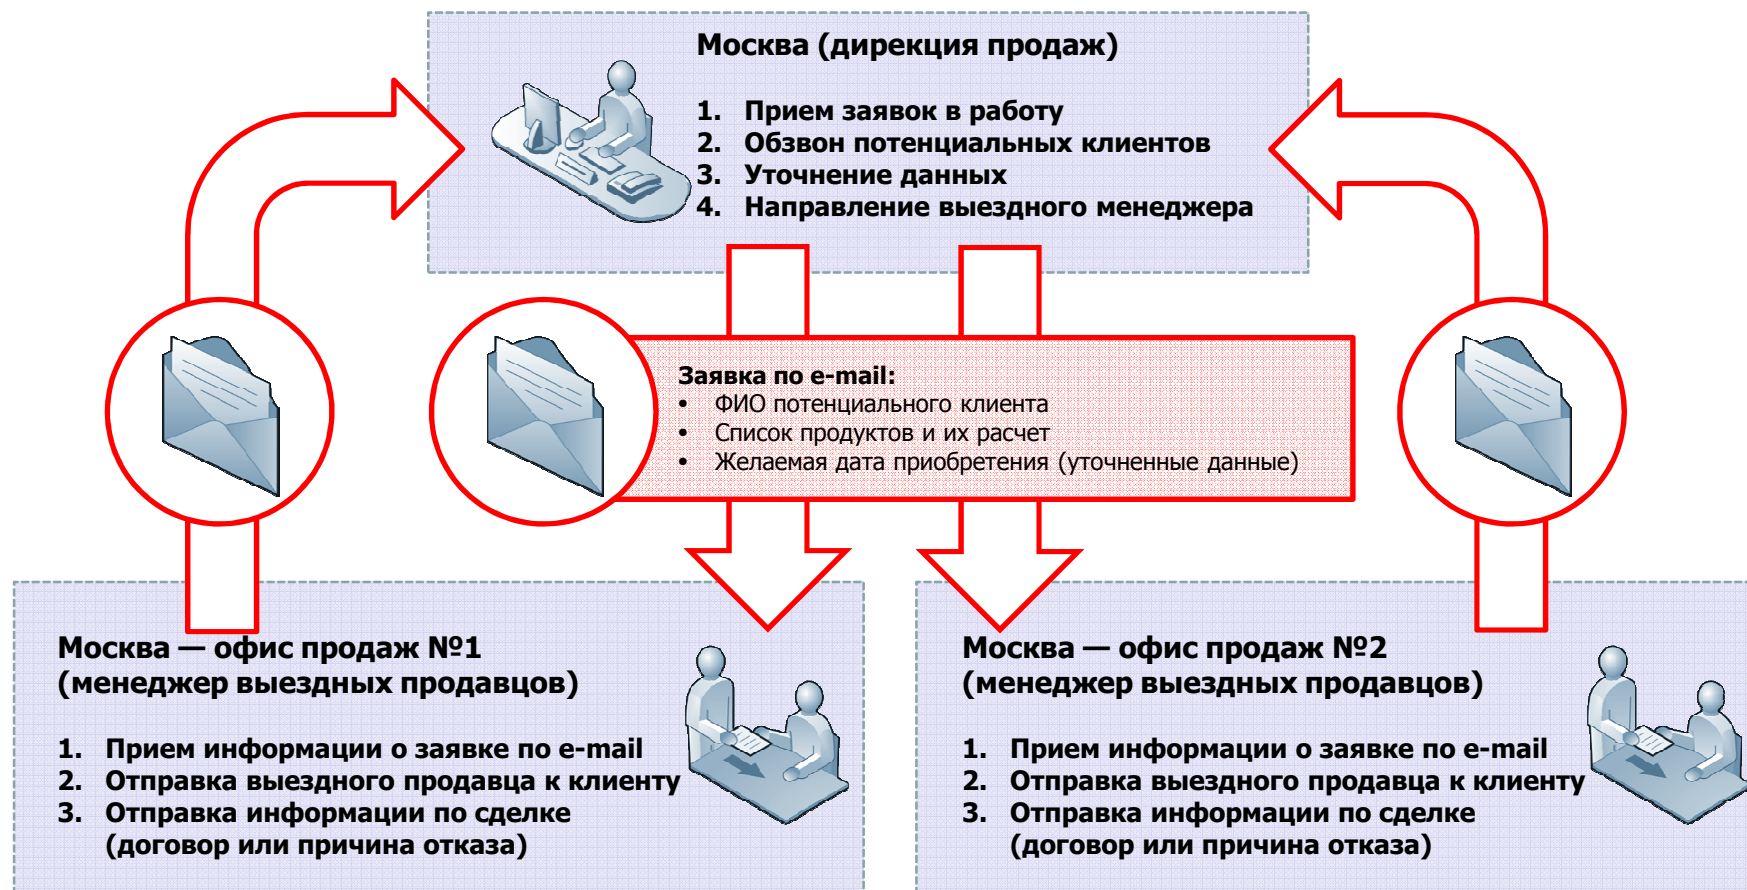 Москва (дирекция продаж)
1. Прием заявок в работу
2. Обзвон потенциальных клиентов
3. Уточнение данных
4. Направление выездного менеджера
Заявка по e-mail:
• ФИО потенциального клиента
• Список продуктов и их расчет
• Желаемая дата приобретения (уточненные данные)
Москва — офис продаж №1
(менеджер выездных продавцов)
1. Прием информации о заявке по e-mail
2. Отправка выездного продавца к клиенту
3. Отправка информации по сделке
(договор или причина отказа)
Москва — офис продаж №2
(менеджер выездных продавцов)
1. Прием информации о заявке по e-mail
2. Отправка выездного продавца к клиенту
3. Отправка информации по сделке
(договор или причина отказа)